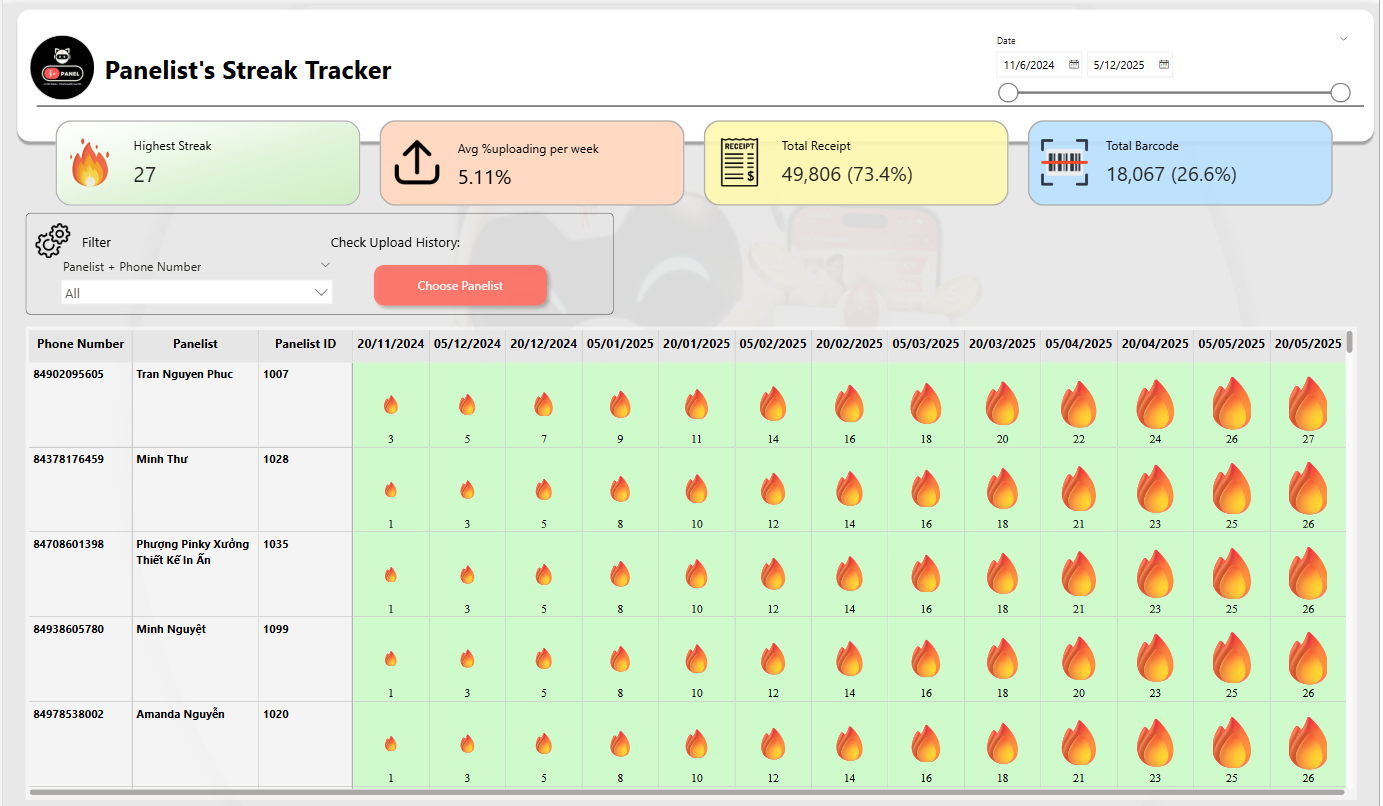 i PANEL
Panelist's Streak Tracker
Date
11/6/2024 5/12/2025
Highest Streak
27
Avg %uploading per week
5.11%
RECEIPT
$
Total Receipt
49,806 (73.4%)
Total Barcode
18,067 (26.6%)
Filter
Check Upload History:
Panelist + Phone Number
All
Choose Panelist
Phone Number Panelist Panelist ID 20/11/2024 05/12/2024 20/12/2024 05/01/2025 20/01/2025 05/02/2025 20/02/2025 05/03/2025 20/03/2025 05/04/2025 20/04/2025 05/05/2025 20/05/2025
84902095605 Tran Nguyen Phuc 1007
3 5 7 9 11 14 16 18 20 22 24 26 27
84378176459 Minh Thư 1028
1 3 5 8 10 12 14 16 18 21 23 25 26
84708601398 Phượng Pinky Xưởng 1035
Thiết Kế In Ấn
1 3 5 8 10 12 14 16 18 21 23 25 26
84938605780 Minh Nguyệt 1099
1 3 5 8 10 12 14 16 18 20 23 25 26
84978538002 Amanda Nguyễn 1020
1 3 5 8 10 12 14 16 18 21 23 25 26